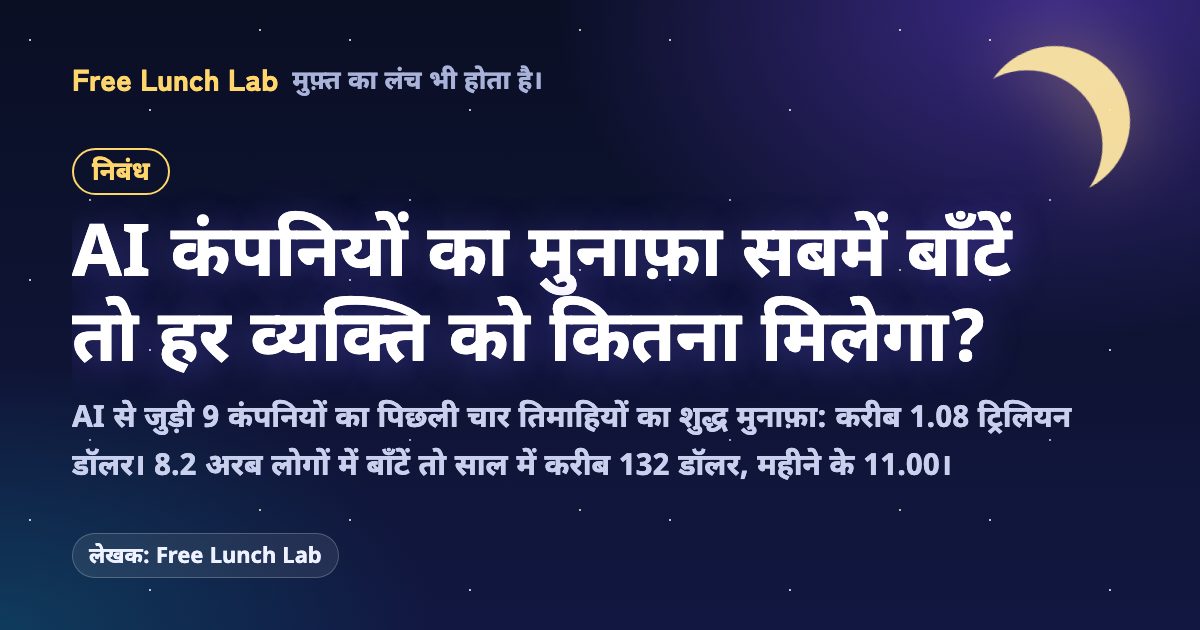 Free Lunch Lab मुफ़्त का लंच भी होता है।
निबंध
AI कंपनियों का मुनाफ़ा सबमें बाँटें
तो हर व्यक्ति को कितना मिलेगा?
AI से जुड़ी 9 कंपनियों का पिछली चार तिमाहियों का शुद्ध मुनाफ़ा: करीब 1.08 ट्रिलियन
डॉलर। 8.2 अरब लोगों में बाँटें तो साल में करीब 132 डॉलर, महीने के 11.00।
लेखक: Free Lunch Lab